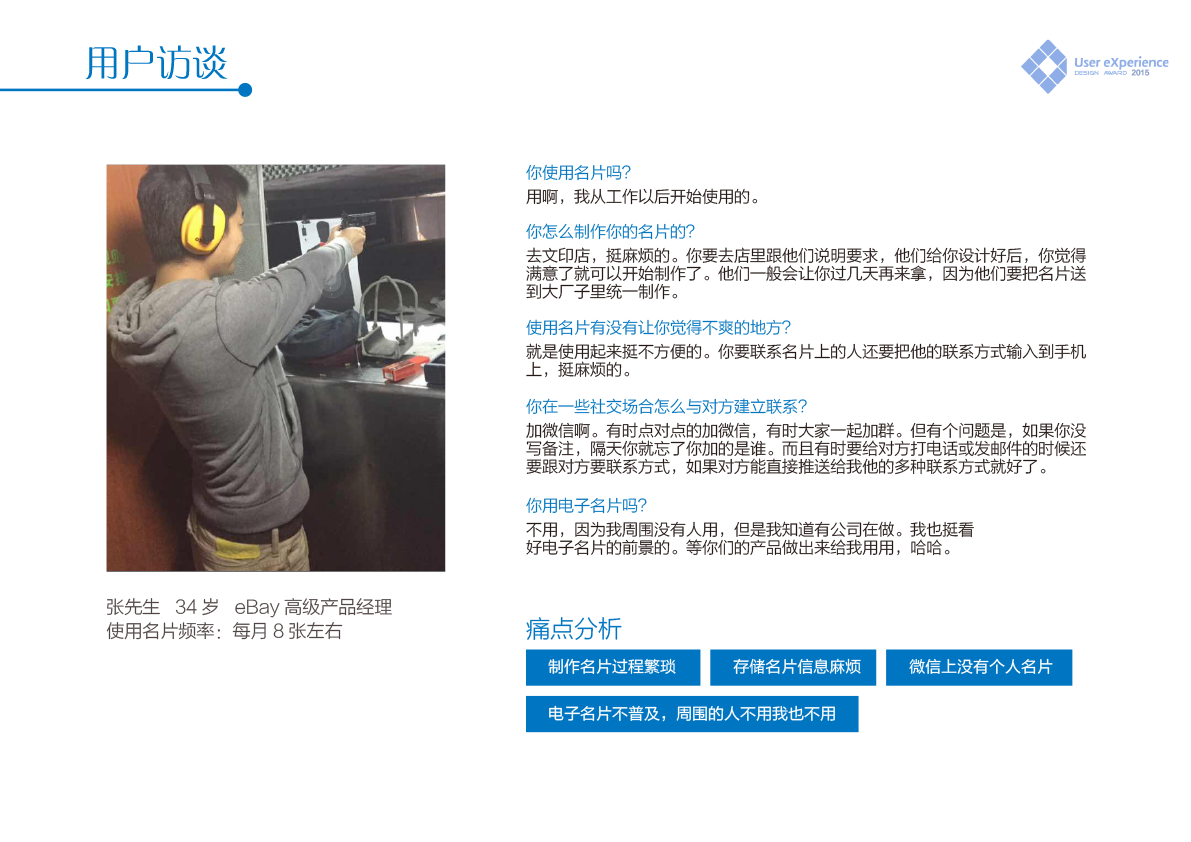 用户访谈
User eXperience
DESIGN AWARD 2015
你使用名片吗？
用啊，我从工作以后开始使用的。
你怎么制作你的名片的？
去文印店，挺麻烦的。你要去店里跟他们说明要求，他们给你设计好后，你觉得
满意了就可以开始制作了。他们一般会让你过几天再来拿，因为他们要把名片送
到大厂子里统一制作。
使用名片有没有让你觉得不爽的地方？
就是使用起来挺不方便的。你要联系名片上的人还要把他的联系方式输入到手机
上，挺麻烦的。
你在一些社交场合怎么与对方建立联系？
加微信啊。有时点对点的加微信，有时大家一起加群。但有个问题是，如果你没
写备注，隔天你就忘了你加的是谁。而且有时要给对方打电话或发邮件的时候还
要跟对方要联系方式，如果对方能直接推送给我他的多种联系方式就好了。
你用电子名片吗？
不用，因为我周围没有人用，但是我知道有公司在做。我也挺看
好电子名片的前景的。等你们的产品做出来给我用用，哈哈。
张先生 34 岁 eBay 高级产品经理
使用名片频率：每月 8 张左右
痛点分析
制作名片过程繁琐
存储名片信息麻烦
微信上没有个人名片
电子名片不普及，周围的人不用我也不用